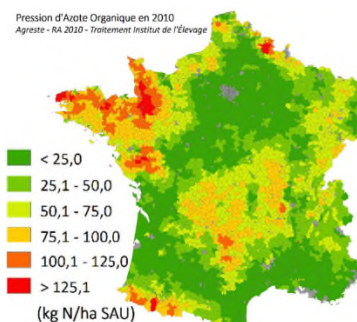 Pression d'Azote Organique en 2010
Agreste - RA 2010 - Traitement Institut de l'Élevage
< 25,0
25,1 - 50,0
50,1 - 75,0
75,1 - 100,0
100,1 - 125,0
> 125,1
(kg N/ha SAU)